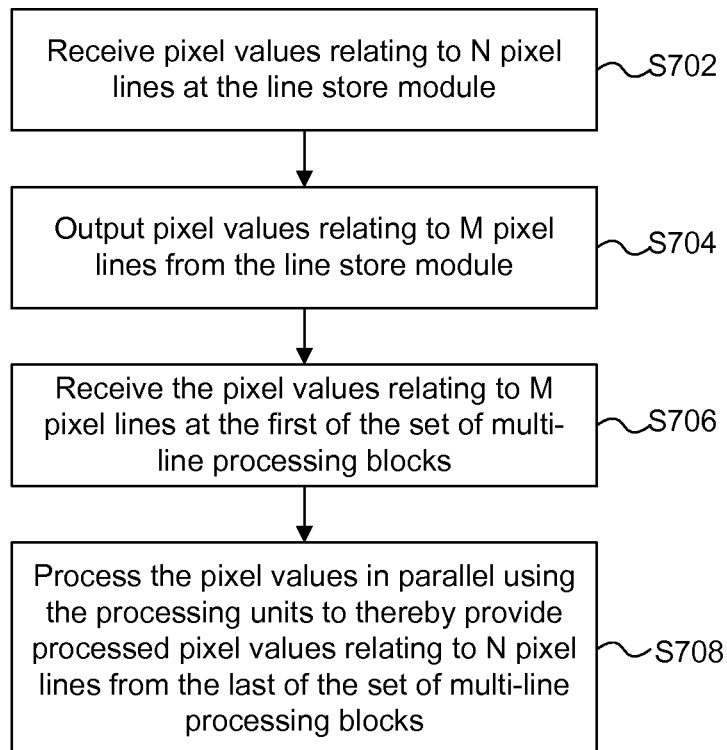 Receive pixel values relating to N pixel
lines at the line store module
S702
Output pixel values relating to M pixel
lines from the line store module
S704
Receive the pixel values relating to M
pixel lines at the first of the set of multi-
line processing blocks
S706
Process the pixel values in parallel using
the processing units to thereby provide
processed pixel values relating to N pixel
lines from the last of the set of multi-line
processing blocks
S708